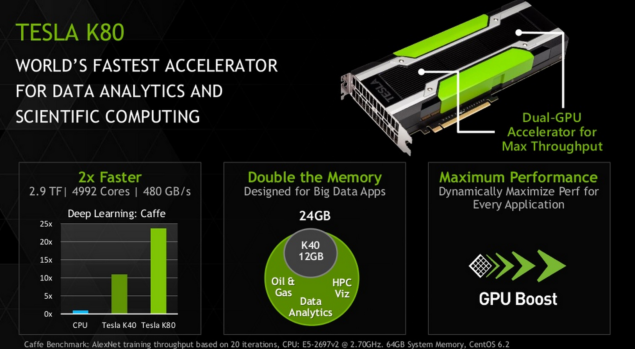 TESLA K80
WORLD'S FASTEST ACCELERATOR
FOR DATA ANALYTICS AND
SCIENTIFIC COMPUTING
TESLA
Dual-GPU
Accelerator for
Max Throughput
2x Faster
2.9 TF| 4992 Cores | 480 GB/s
Deep Learning: Caffe
25x
20x
15x
10x
5x
0x
CPU
Tesla K40
Tesla K80
Double the Memory
Designed for Big Data Apps
24GB
K40
12GB
Oil &
Gas
HPC
Viz
Data
Analytics
Maximum Performance
Dynamically Maximize Perf for
Every Application
GPU Boost
Caffe Benchmark: AlexNet training throughput based on 20 iterations, CPU: E5-2697v2 @ 2.70GHz. 64GB System Memory, CentOS 6.2